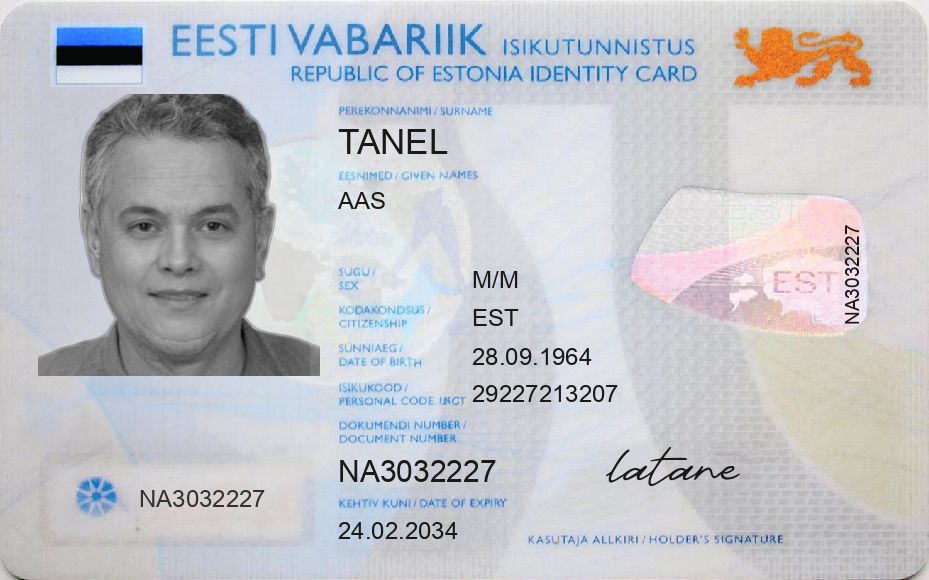 EESTI VABARIIK ISIKUTUNNISTUS
REPUBLIC OF ESTONIA IDENTITY CARD
PEREKONNANIMI / SURNAME
TANEL
EESNIMED / GIVEN NAMES
AAS
SUGU /
SEX
M/M
KODAKONDSUS /
CITIZENSHIP
EST
SÜNNIAEG /
DATE OF BIRTH
28.09.1964
ISIKUKOOD /
PERSONAL CODE
29227213207
DOKUMENDI NUMBER /
DOCUMENT NUMBER
NA3032227
KEHTIV KUNI / DATE OF EXPIRY
24.02.2034
NA3032227
EST
NA3032227
latane
KASUTAJA ALLKIRI / HOLDER'S SIGNATURE